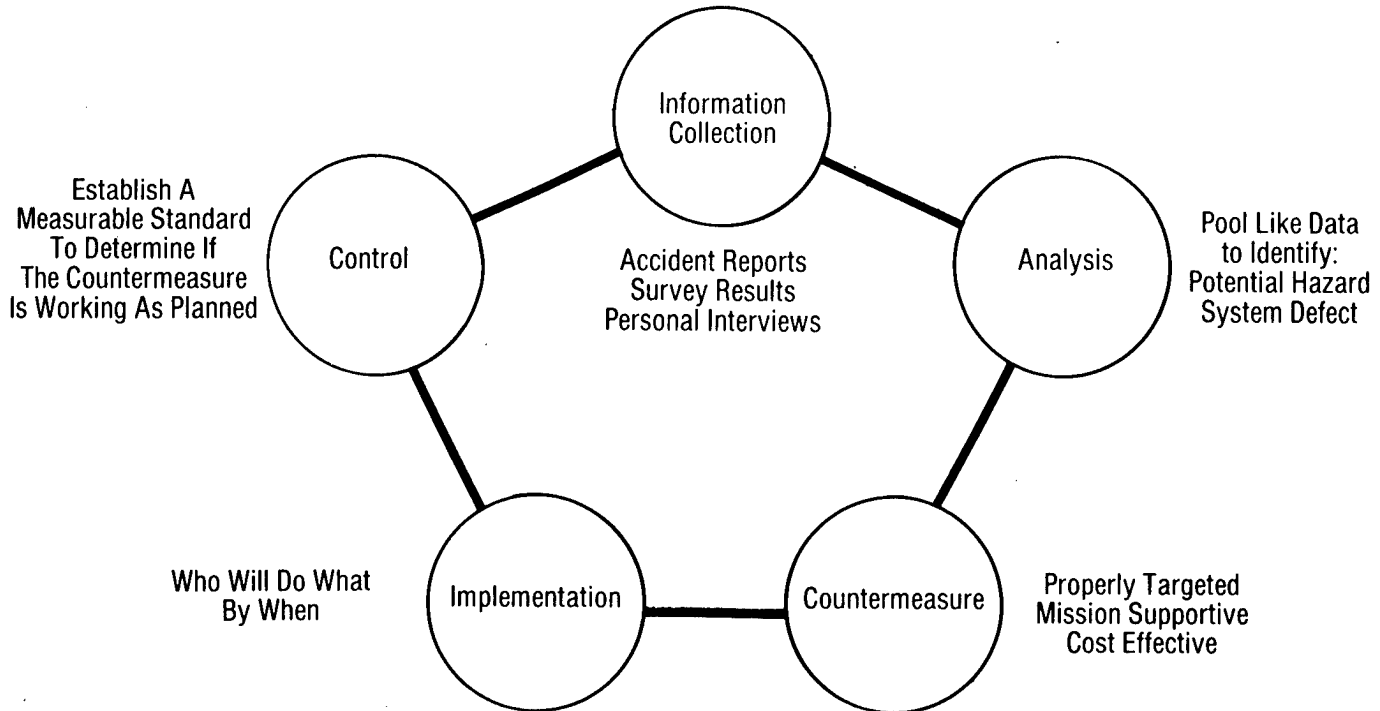 Information
Collection
Accident Reports
Survey Results
Personal Interviews
Analysis
Pool Like Data
to Identify:
Potential Hazard
System Defect
Countermeasure
Properly Targeted
Mission Supportive
Cost Effective
Implementation
Who Will Do What
By When
Control
Establish A
Measurable Standard
To Determine If
The Countermeasure
Is Working As Planned